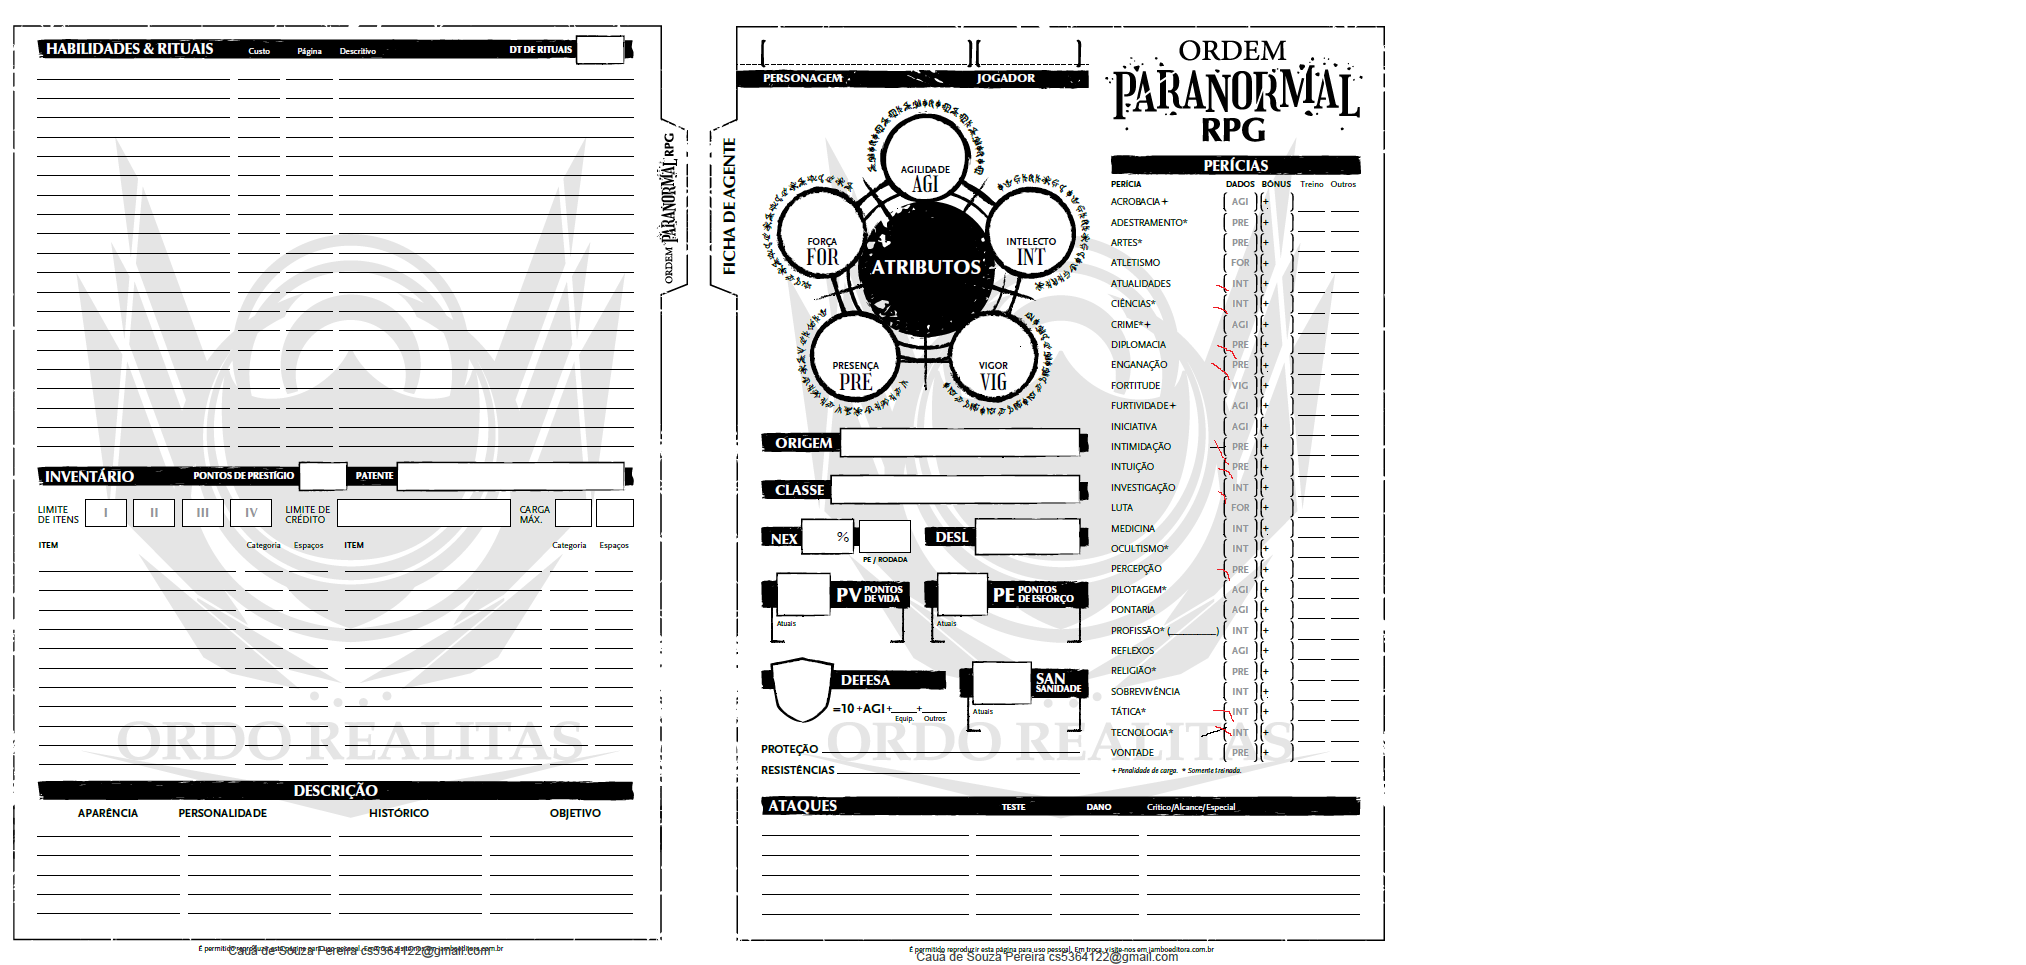 HABILIDADES & RITUAIS Custo Página Descritivo DT DE RITUAIS
INVENTÁRIO PONTOS DE PRESTÍGIO PATENTE
LIMITE DE ITENS I II III IV LIMITE DE CRÉDITO CARGA MÁX.
ITEM Categoria Espaços ITEM Categoria Espaços
ORDO REALITAS
DESCRIÇÃO
APARÊNCIA PERSONALIDADE HISTÓRICO OBJETIVO
É permitido reproduzir esta página para uso pessoal. Em troca, visite-nos em jamboeditora.com.br
Cauã de Souza Pereira cs5364122@gmail.com
ORDEM PARANORMAL RPG
FICHA DE AGENTE
PERSONAGEM JOGADOR
AGILIDADE
AGI
FORÇA
FOR
INTELECTO
INT
ATRIBUTOS
PRESENÇA
PRE
VIGOR
VIG
ORIGEM
CLASSE
NEX % DESL
PE / RODADA
PV PONTOS DE VIDA
Atuais
PE PONTOS DE ESFORÇO
Atuais
DEFESA
=10 +AGI +____+____
Equip. Outros
SAN SANIDADE
Atuais
ORDO REALITAS
PROTEÇÃO
RESISTÊNCIAS
ORDEM
PARANORMAL
RPG
PERÍCIAS
PERÍCIA DADOS BÔNUS Treino Outros
ACROBACIA+ AGI +
ADESTRAMENTO* PRE +
ARTES* PRE +
ATLETISMO FOR +
ATUALIDADES INT +
CIÊNCIAS* INT +
CRIME*+ AGI +
DIPLOMACIA PRE +
ENGANAÇÃO PRE +
FORTITUDE VIG +
FURTIVIDADE+ AGI +
INICIATIVA AGI +
INTIMIDAÇÃO PRE +
INTUIÇÃO PRE +
INVESTIGAÇÃO INT +
LUTA FOR +
MEDICINA INT +
OCULTISMO* INT +
PERCEPÇÃO PRE +
PILOTAGEM* AGI +
PONTARIA AGI +
PROFISSÃO* (__________) INT +
REFLEXOS AGI +
RELIGIÃO* PRE +
SOBREVIVÊNCIA INT +
TÁTICA* INT +
TECNOLOGIA* INT +
VONTADE PRE +
+ Penalidade de carga. * Somente treinada.
ATAQUES TESTE DANO Crítico/Alcance/Especial
É permitido reproduzir esta página para uso pessoal. Em troca, visite-nos em jamboeditora.com.br
Cauã de Souza Pereira cs5364122@gmail.com